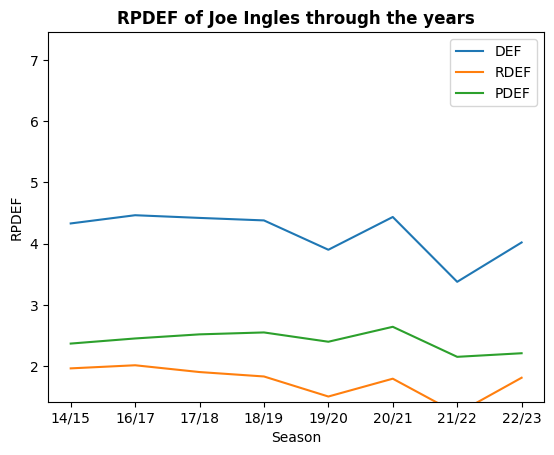 RPDEF of Joe Ingles through the years
DEF
RDEF
PDEF
7
6
5
4
3
2
RPDEF
14/15 16/17 17/18 18/19 19/20 20/21 21/22 22/23
Season